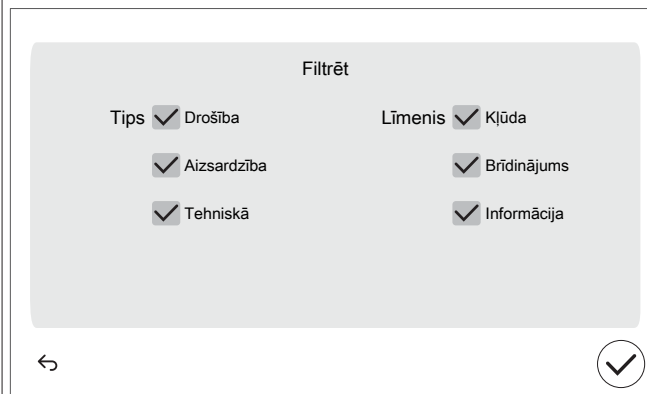 Filtrēt
Tips Drošība Līmenis Kļūda
Aizsardzība Brīdinājums
Tehniskā Informācija